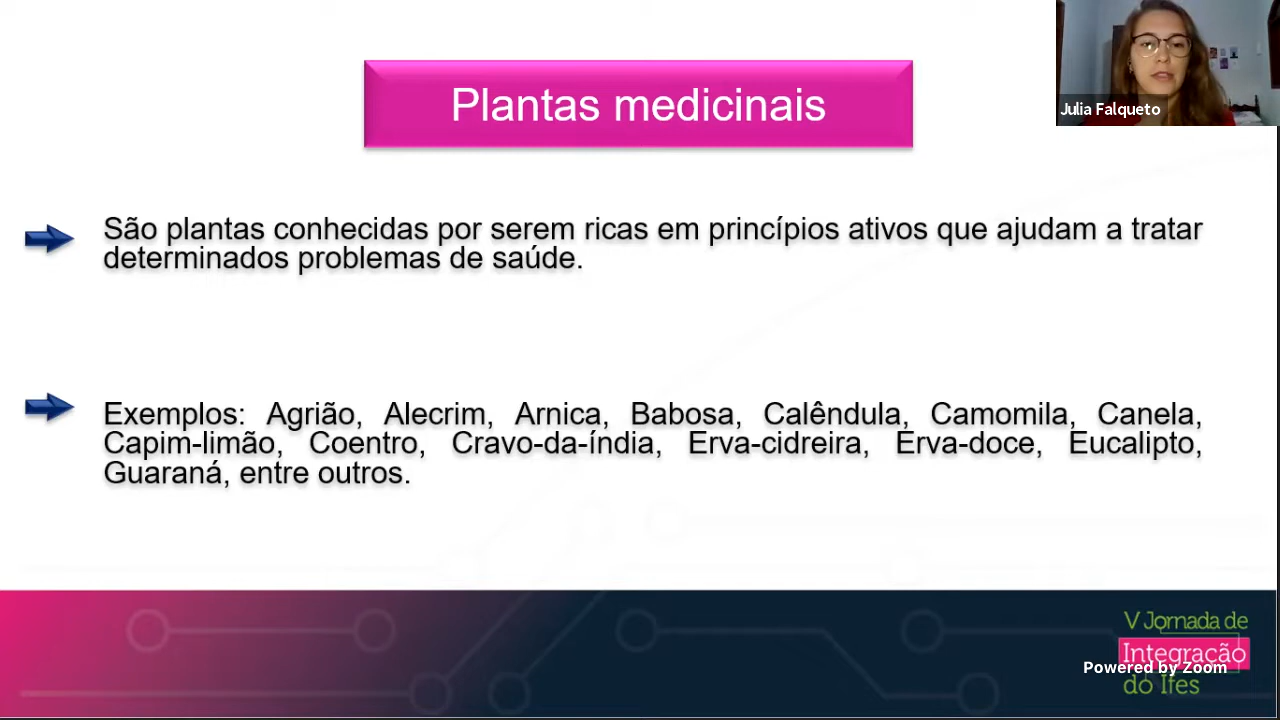 Plantas medicinais
Julia Falqueto
São plantas conhecidas por serem ricas em princípios ativos que ajudam a tratar
determinados problemas de saúde.
Exemplos: Agrião, Alecrim, Arnica, Babosa, Calêndula, Camomila, Canela,
Capim-limão, Coentro, Cravo-da-índia, Erva-cidreira, Erva-doce, Eucalipto,
Guaraná, entre outros.
V Jornada de
Integração
Powered by Zoom
do Ifes